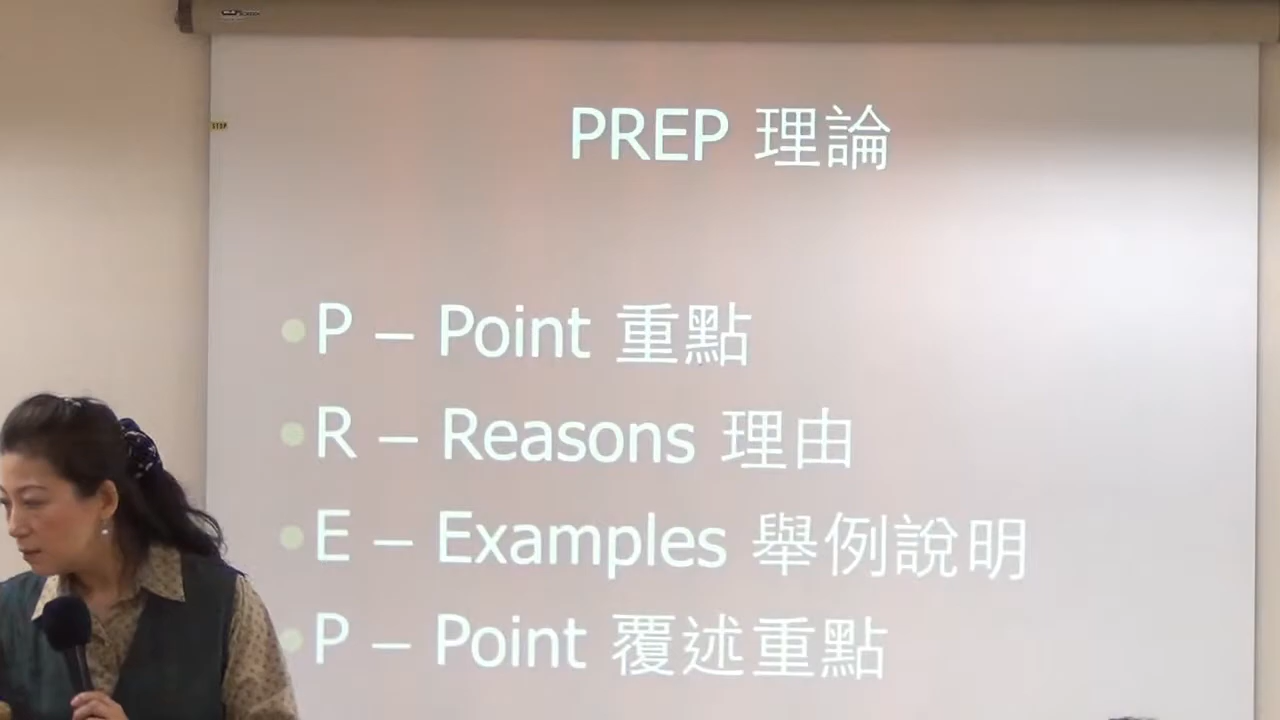 PREP 理論
P – Point 重點
R – Reasons 理由
E – Examples 舉例說明
P – Point 覆述重點